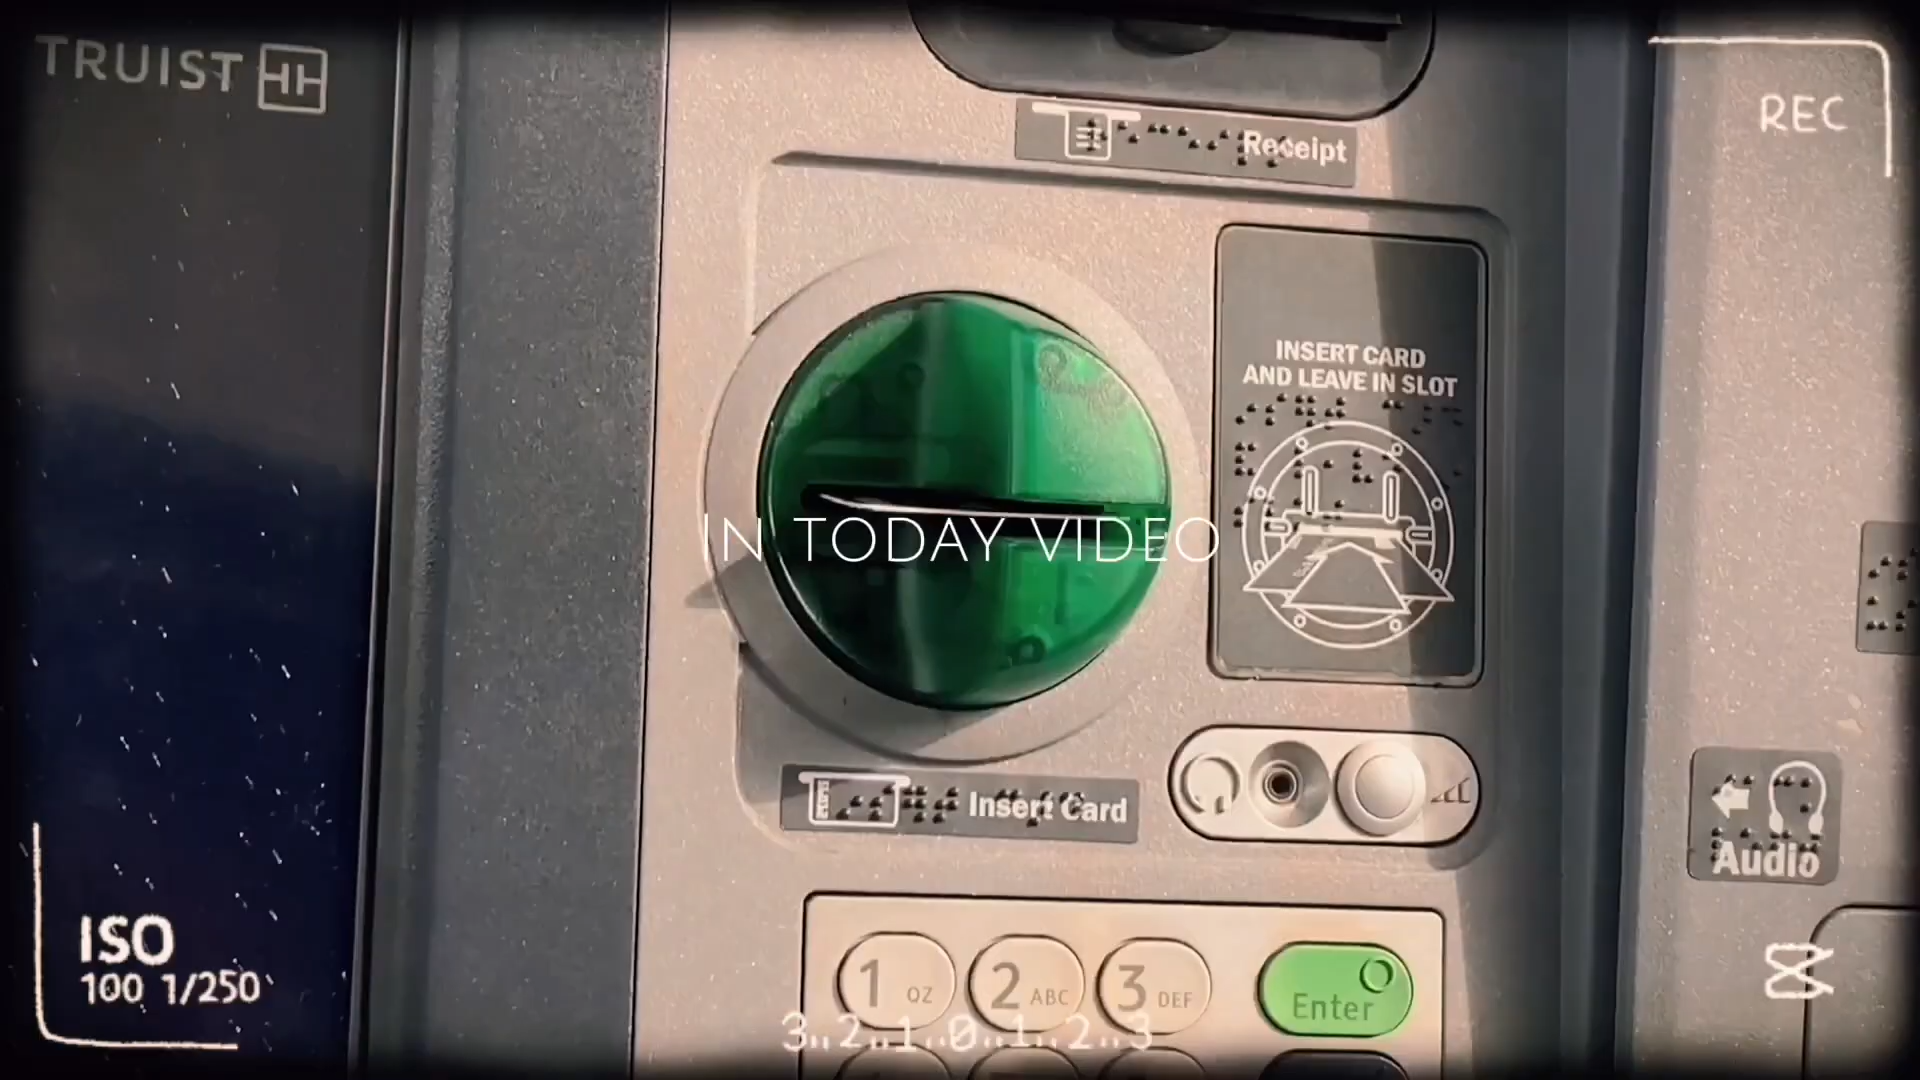 TRUIST
REC
Receipt
INSERT CARD
AND LEAVE IN SLOT
IN TODAY VIDEO
Insert Card
Audio
ISO
100 1/250
1 QZ 2 ABC 3 DEF
Enter
3..2..1..0..1..2..3